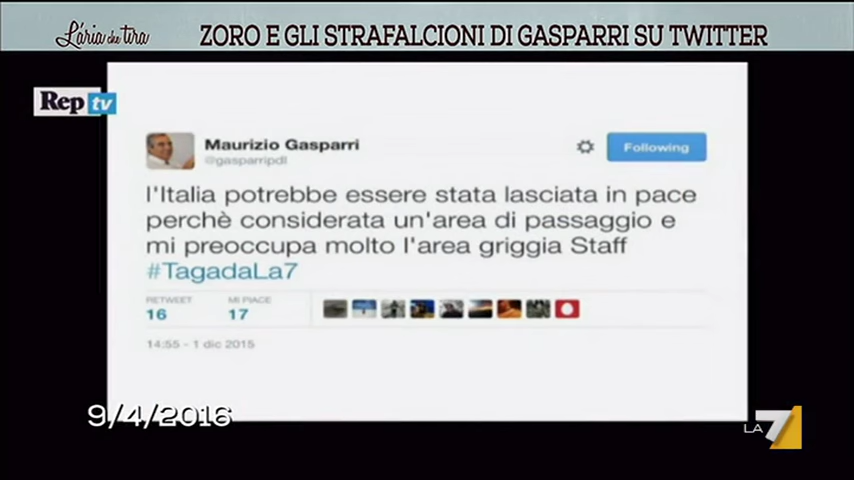 L'aria che tira
ZORO E GLI STRAFALCIONI DI GASPARRI SU TWITTER
Rep tv
Maurizio Gasparri
@gasparripdl
Following
l'Italia potrebbe essere stata lasciata in pace
perchè considerata un'area di passaggio e
mi preoccupa molto l'area griggia Staff
#TagadaLa7
RETWEET MI PIACE
16 17
14:55 - 1 dic 2015
9/4/2016
LA 7